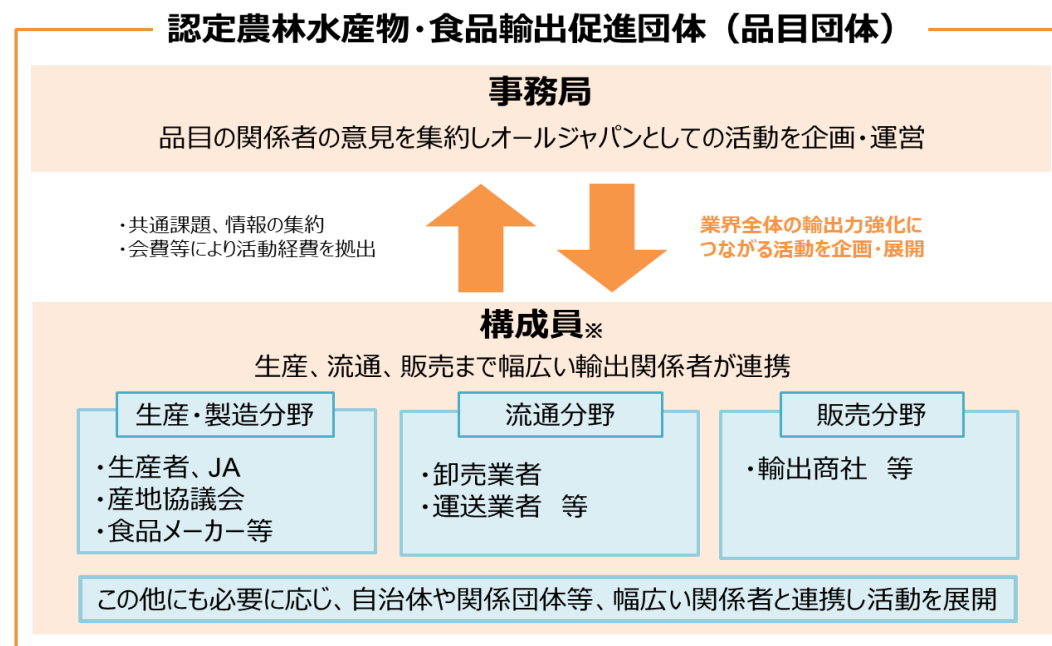 認定農林水産物・食品輸出促進団体（品目団体）
事務局
品目の関係者の意見を集約しオールジャパンとしての活動を企画・運営
・共通課題、情報の集約
・会費等により活動経費を拠出
業界全体の輸出力強化に
つながる活動を企画・展開
構成員※
生産、流通、販売まで幅広い輸出関係者が連携
生産・製造分野
・生産者、JA
・産地協議会
・食品メーカー等
流通分野
・卸売業者
・運送業者　等
販売分野
・輸出商社　等
この他にも必要に応じ、自治体や関係団体等、幅広い関係者と連携し活動を展開